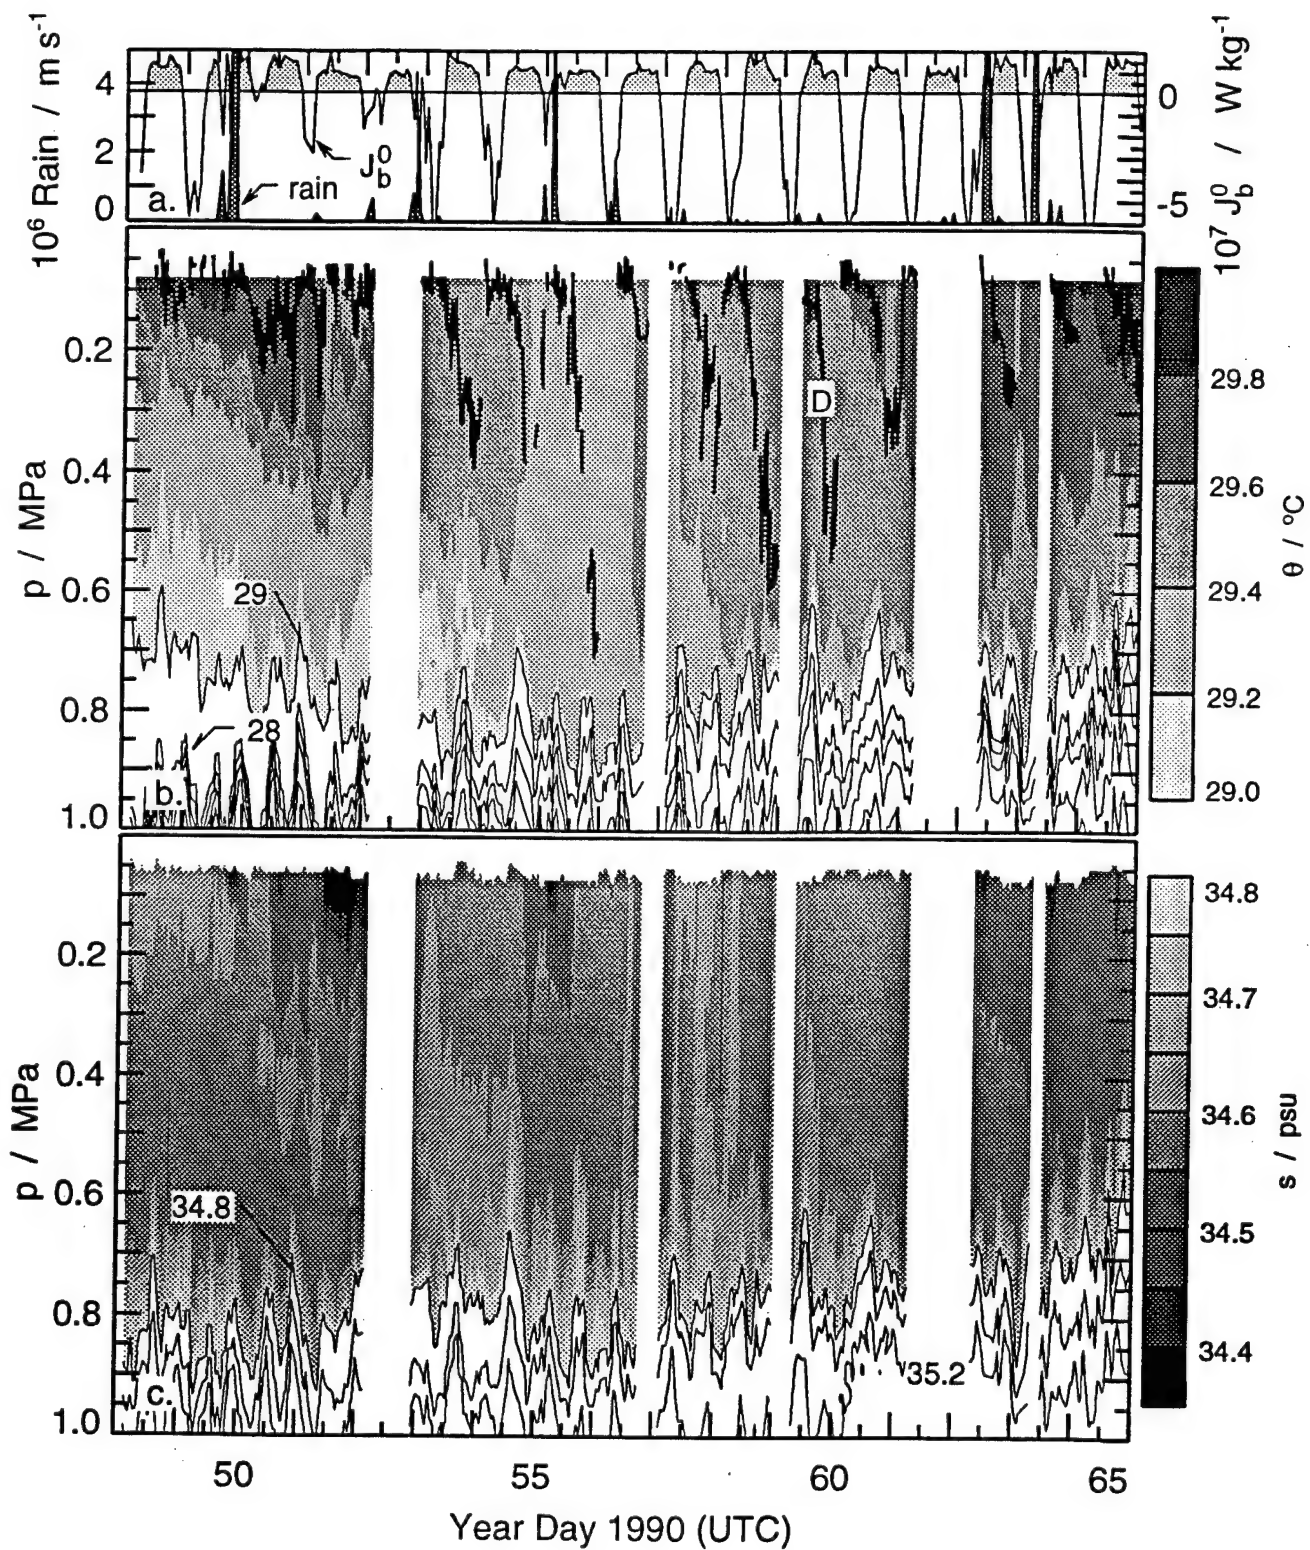 10⁶ Rain / m s⁻¹
4
2
0
a.
rain
J_b^0
0
-5
10⁷ J_b^0 / W kg⁻¹
p / MPa
0.2
0.4
0.6
0.8
1.0
29
28
b.
D
29.8
29.6
29.4
29.2
29.0
θ / °C
p / MPa
0.2
0.4
0.6
0.8
1.0
34.8
c.
35.2
34.8
34.7
34.6
34.5
34.4
s / psu
50
55
60
65
Year Day 1990 (UTC)